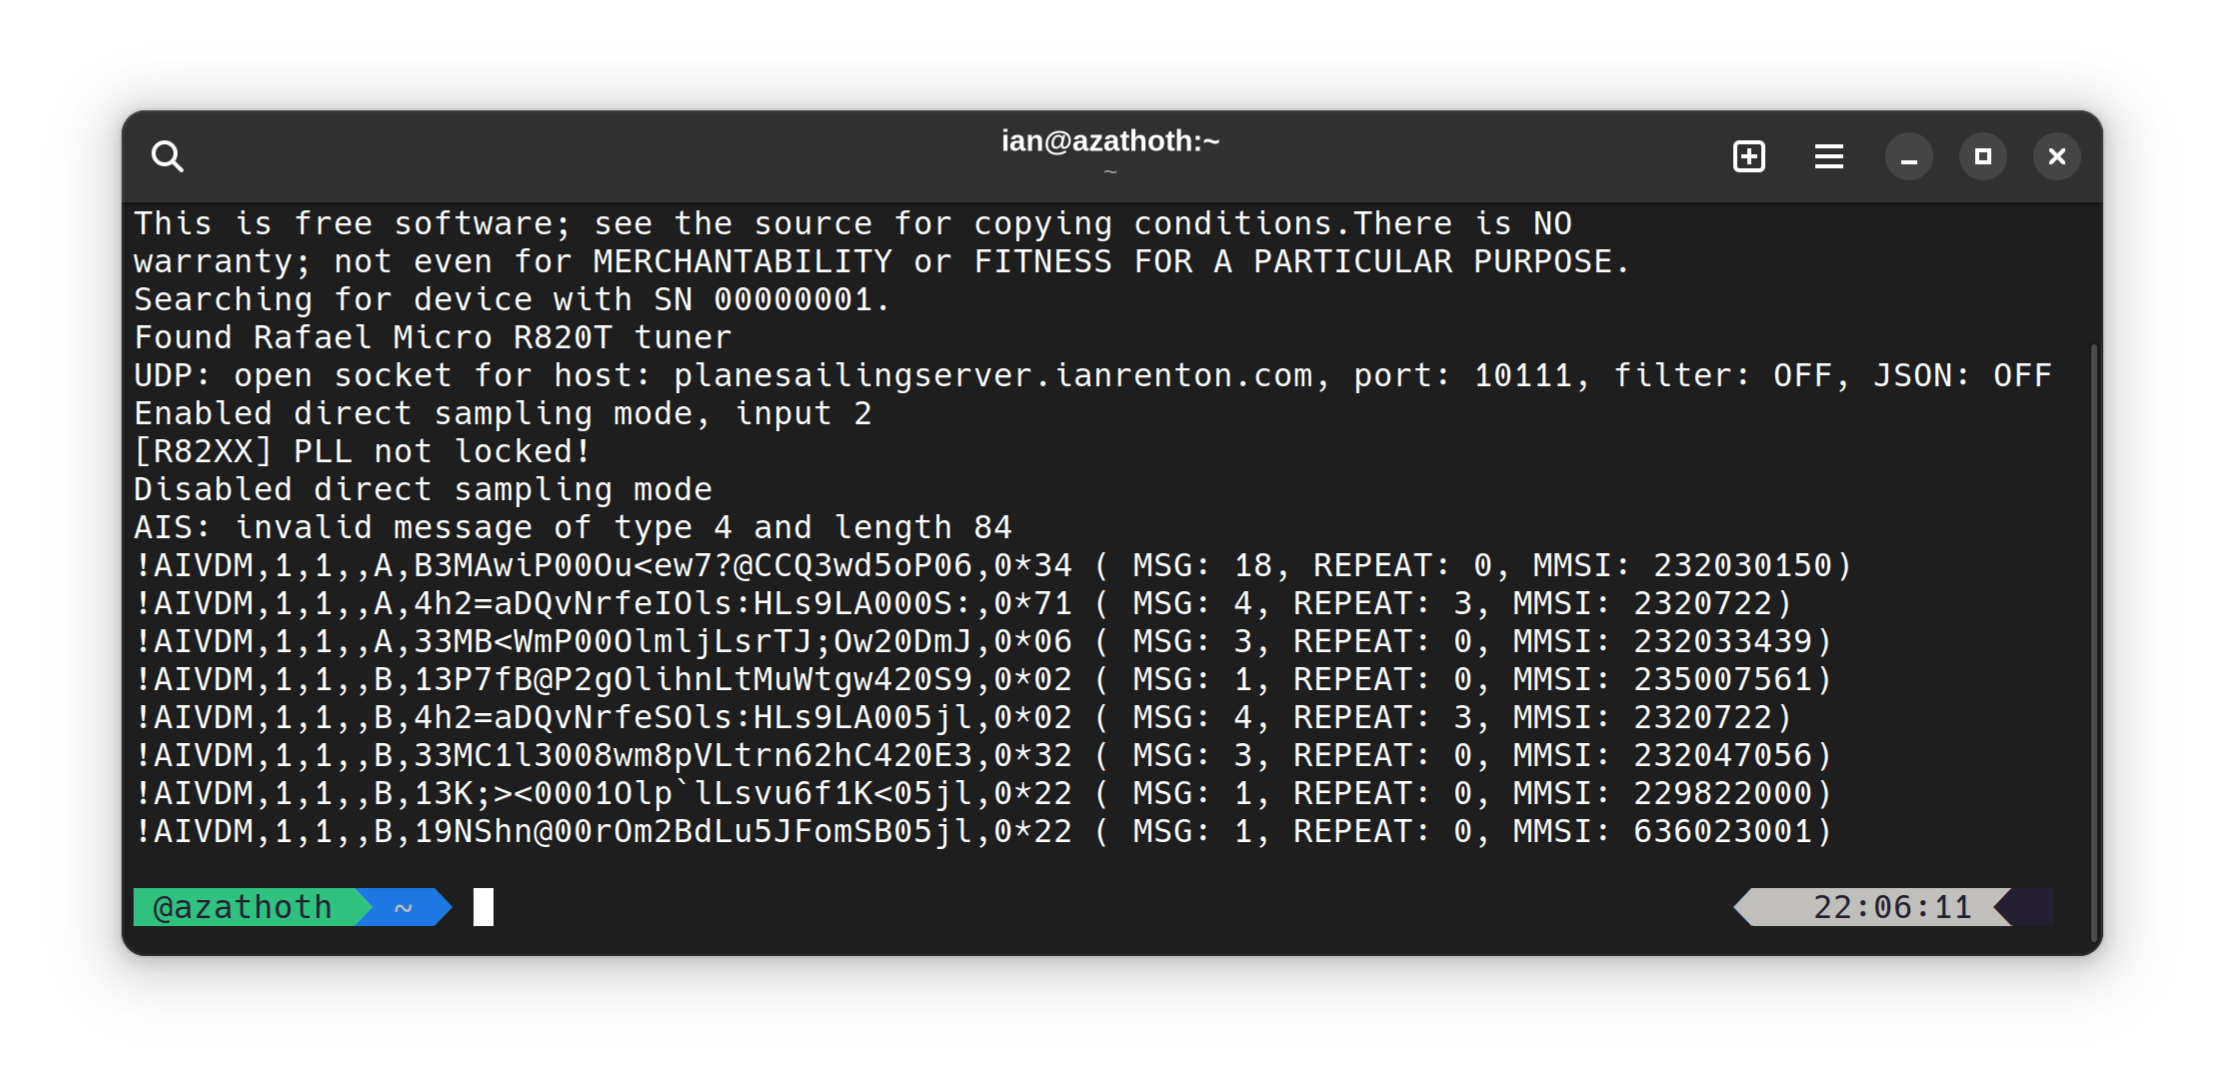 ian@azathoth:~
~
This is free software; see the source for copying conditions.There is NO
warranty; not even for MERCHANTABILITY or FITNESS FOR A PARTICULAR PURPOSE.
Searching for device with SN 00000001.
Found Rafael Micro R820T tuner
UDP: open socket for host: planesailingserver.ianrenton.com, port: 10111, filter: OFF, JSON: OFF
Enabled direct sampling mode, input 2
[R82XX] PLL not locked!
Disabled direct sampling mode
AIS: invalid message of type 4 and length 84
!AIVDM,1,1,,A,B3MAwiP00Ou<ew7?@CCQ3wd5oP06,0*34 ( MSG: 18, REPEAT: 0, MMSI: 232030150)
!AIVDM,1,1,,A,4h2=aDQvNrfeIOls:HLs9LA000S:,0*71 ( MSG: 4, REPEAT: 3, MMSI: 2320722)
!AIVDM,1,1,,A,33MB<WmP00OlmljLsrTJ;Ow20DmJ,0*06 ( MSG: 3, REPEAT: 0, MMSI: 232033439)
!AIVDM,1,1,,B,13P7fB@P2gOlihnLtMuWtgw420S9,0*02 ( MSG: 1, REPEAT: 0, MMSI: 235007561)
!AIVDM,1,1,,B,4h2=aDQvNrfeSOls:HLs9LA005jl,0*02 ( MSG: 4, REPEAT: 3, MMSI: 2320722)
!AIVDM,1,1,,B,33MC1l3008wm8pVLtrn62hC420E3,0*32 ( MSG: 3, REPEAT: 0, MMSI: 232047056)
!AIVDM,1,1,,B,13K;><0001Olp`lLsvu6f1K<05jl,0*22 ( MSG: 1, REPEAT: 0, MMSI: 229822000)
!AIVDM,1,1,,B,19NShn@00rOm2BdLu5JFomSB05jl,0*22 ( MSG: 1, REPEAT: 0, MMSI: 636023001)
@azathoth ~ 22:06:11